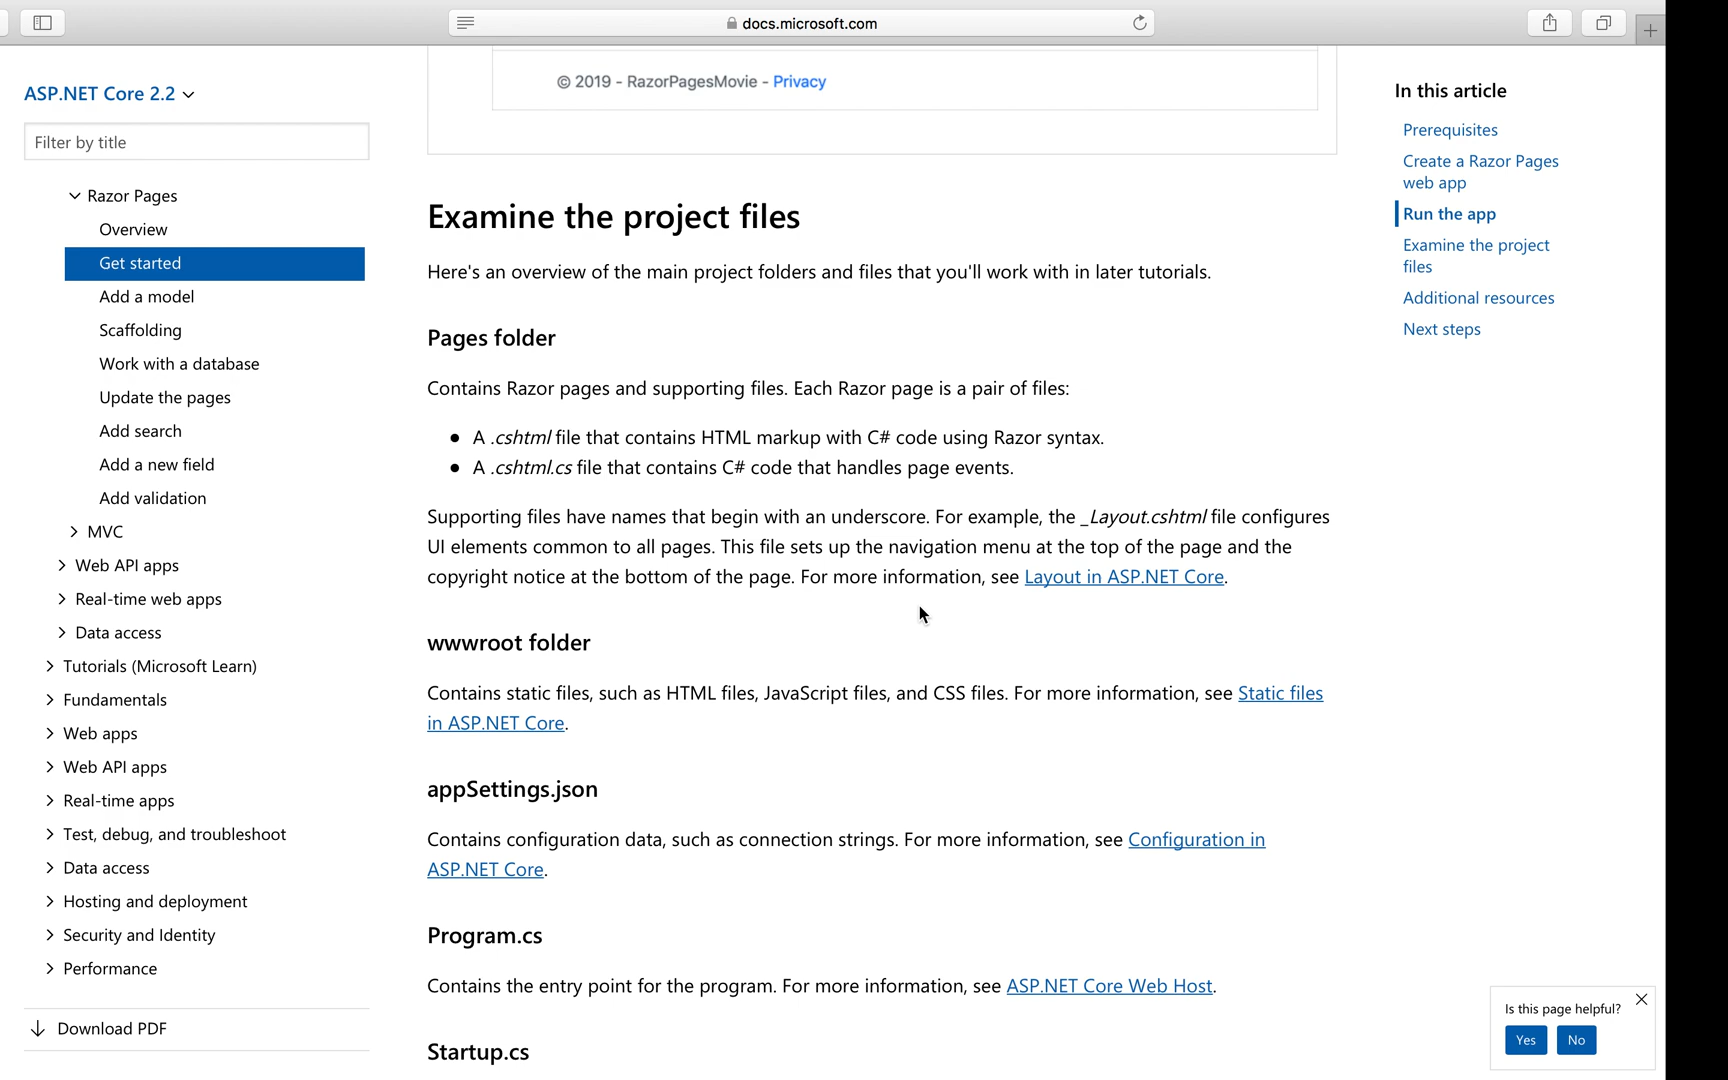 docs.microsoft.com
ASP.NET Core 2.2
Filter by title
Razor Pages
Overview
Get started
Add a model
Scaffolding
Work with a database
Update the pages
Add search
Add a new field
Add validation
MVC
Web API apps
Real-time web apps
Data access
Tutorials (Microsoft Learn)
Fundamentals
Web apps
Web API apps
Real-time apps
Test, debug, and troubleshoot
Data access
Hosting and deployment
Security and Identity
Performance
Download PDF
© 2019 - RazorPagesMovie - Privacy
Examine the project files
Here's an overview of the main project folders and files that you'll work with in later tutorials.
Pages folder
Contains Razor pages and supporting files. Each Razor page is a pair of files:
● A .cshtml file that contains HTML markup with C# code using Razor syntax.
● A .cshtml.cs file that contains C# code that handles page events.
Supporting files have names that begin with an underscore. For example, the _Layout.cshtml file configures
UI elements common to all pages. This file sets up the navigation menu at the top of the page and the
copyright notice at the bottom of the page. For more information, see Layout in ASP.NET Core.
wwwroot folder
Contains static files, such as HTML files, JavaScript files, and CSS files. For more information, see Static files
in ASP.NET Core.
appSettings.json
Contains configuration data, such as connection strings. For more information, see Configuration in
ASP.NET Core.
Program.cs
Contains the entry point for the program. For more information, see ASP.NET Core Web Host.
Startup.cs
In this article
Prerequisites
Create a Razor Pages
web app
Run the app
Examine the project
files
Additional resources
Next steps
Is this page helpful?
Yes No